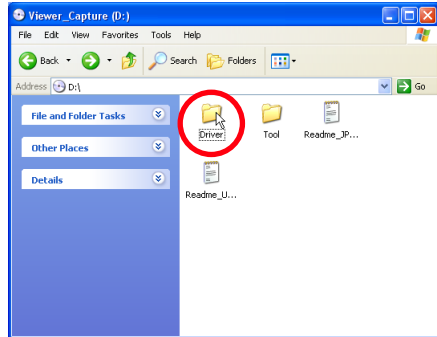 Viewer_Capture (D:)
File Edit View Favorites Tools Help
Back Search Folders
Address D:\ Go
File and Folder Tasks
Other Places
Details
Driver Tool Readme_JP...
Readme_U...